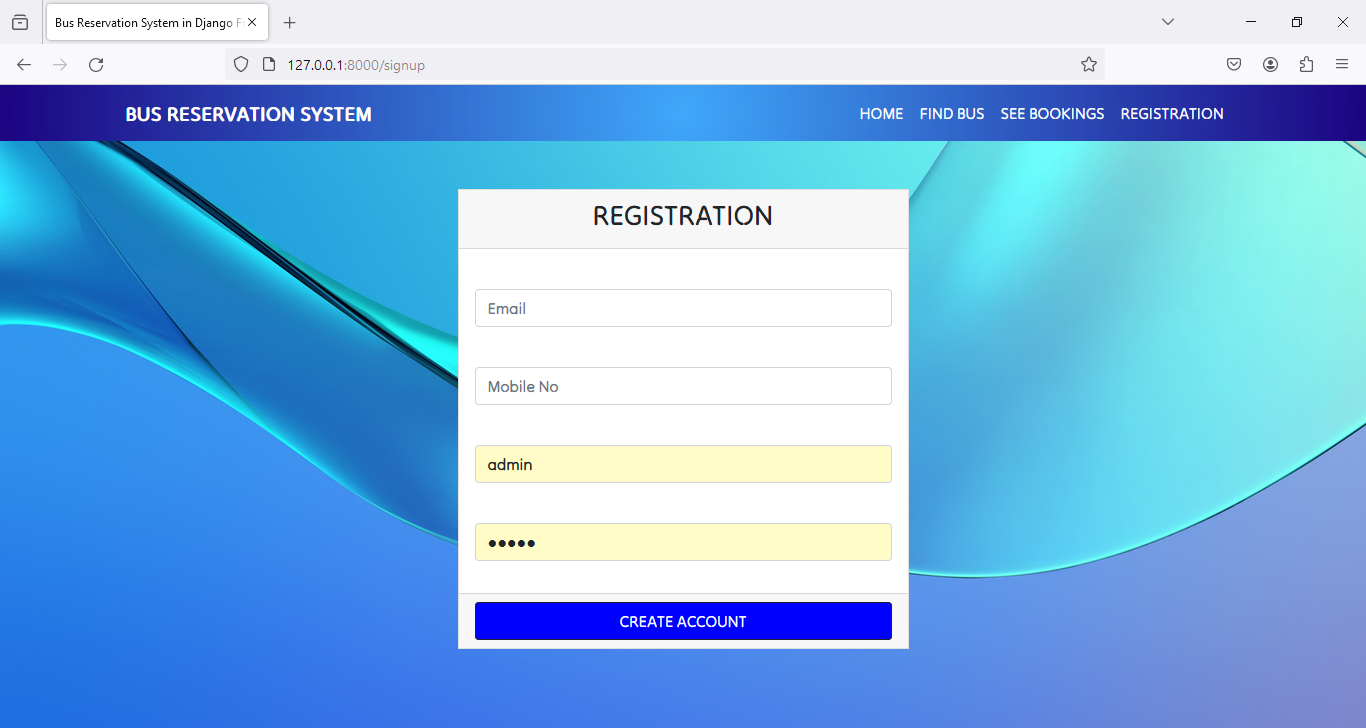 Bus Reservation System in Django F
127.0.0.1:8000/signup
BUS RESERVATION SYSTEM
HOME FIND BUS SEE BOOKINGS REGISTRATION
REGISTRATION
Email
Mobile No
admin
•••••
CREATE ACCOUNT